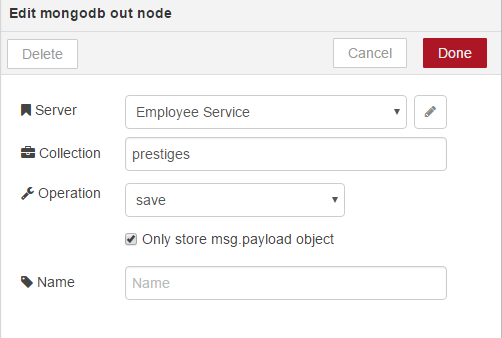 Edit mongodb out node
Delete Cancel Done
Server Employee Service
Collection prestiges
Operation save
Only store msg.payload object
Name Name